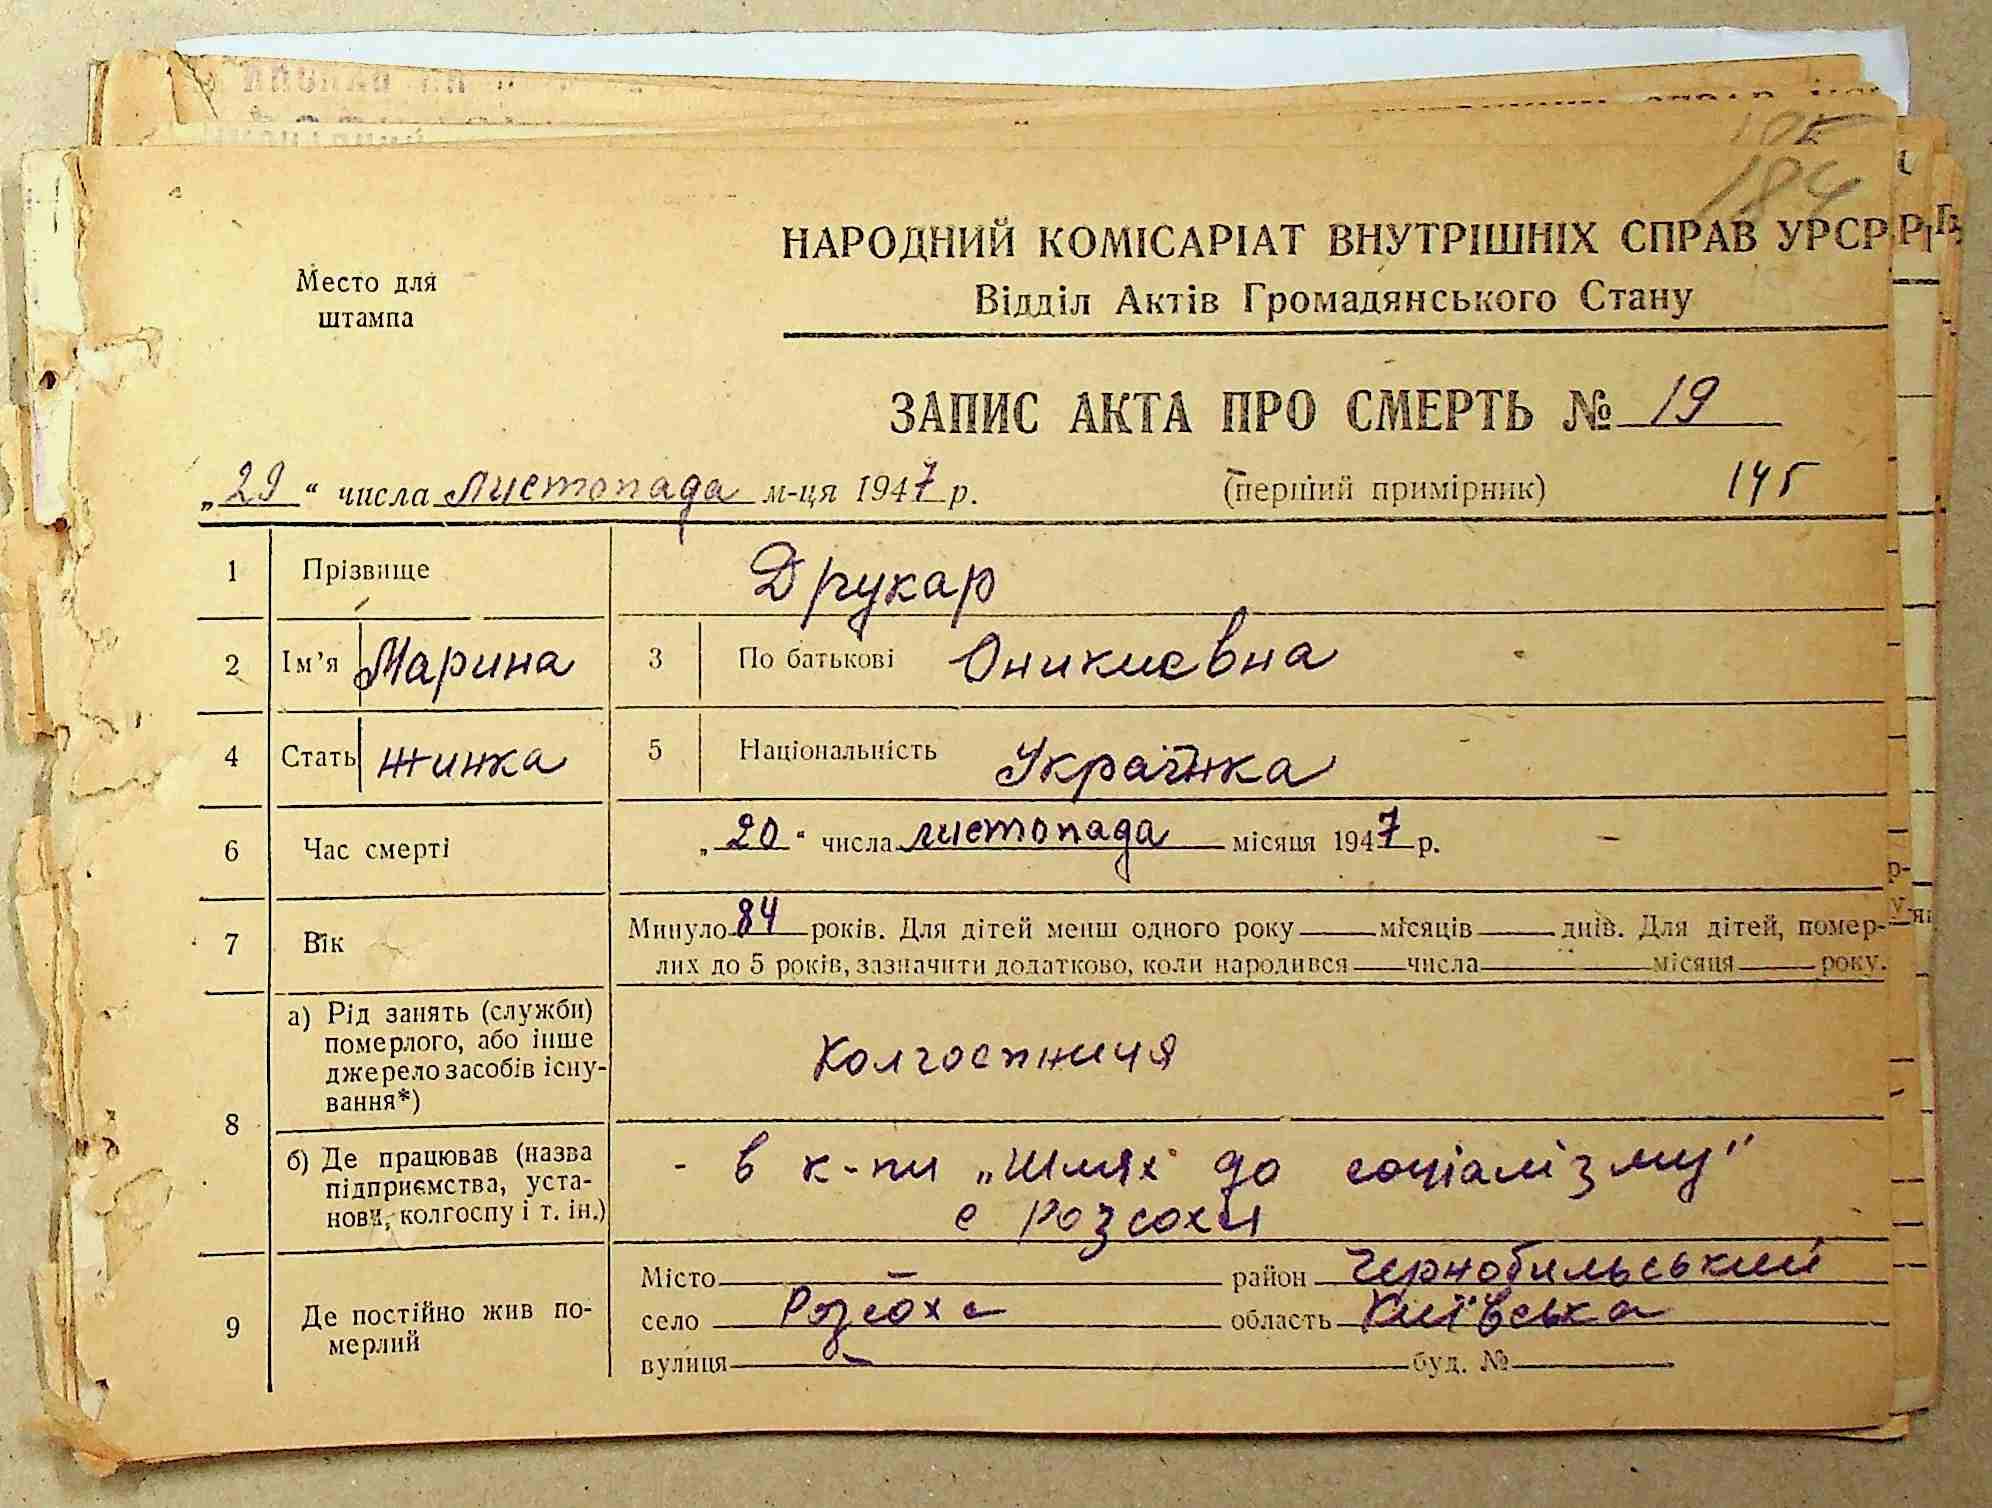 184
НАРОДНИЙ КОМІСАРІАТ ВНУТРІШНІХ СПРАВ УРСР
Место для
штампа
Відділ Актів Громадянського Стану
ЗАПИС АКТА ПРО СМЕРТЬ № 19
„29“ числа листопада м-ця 1947 р. (перший примірник) 145
1 Прізвище Друкар
2 Ім'я Марина 3 По батькові Оникиєвна
4 Стать жинка 5 Національність Українка
6 Час смерті „20“ числа листопада місяця 1947 р.
7 Вік Минуло 84 років. Для дітей менш одного року місяців днів. Для дітей, помер-
лих до 5 років, зазначити додатково, коли народився числа місяця року.
8 а) Рід занять (служби)
померлого, або інше
джерело засобів існу-
вання*)
Колгоспниця
б) Де працював (назва
підприємства, уста-
нови, колгоспу і т. ін.)
- в к-пи „Шлях до соціалізму"
с Розсохи
9 Де постійно жив по-
мерлий
Місто — район Чернобильський
село Розсоха область Київська
вулиця — буд. №